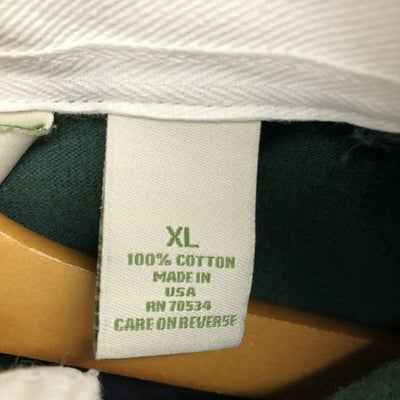 XL
100% COTTON
MADE IN
USA
RN 70534
CARE ON REVERSE